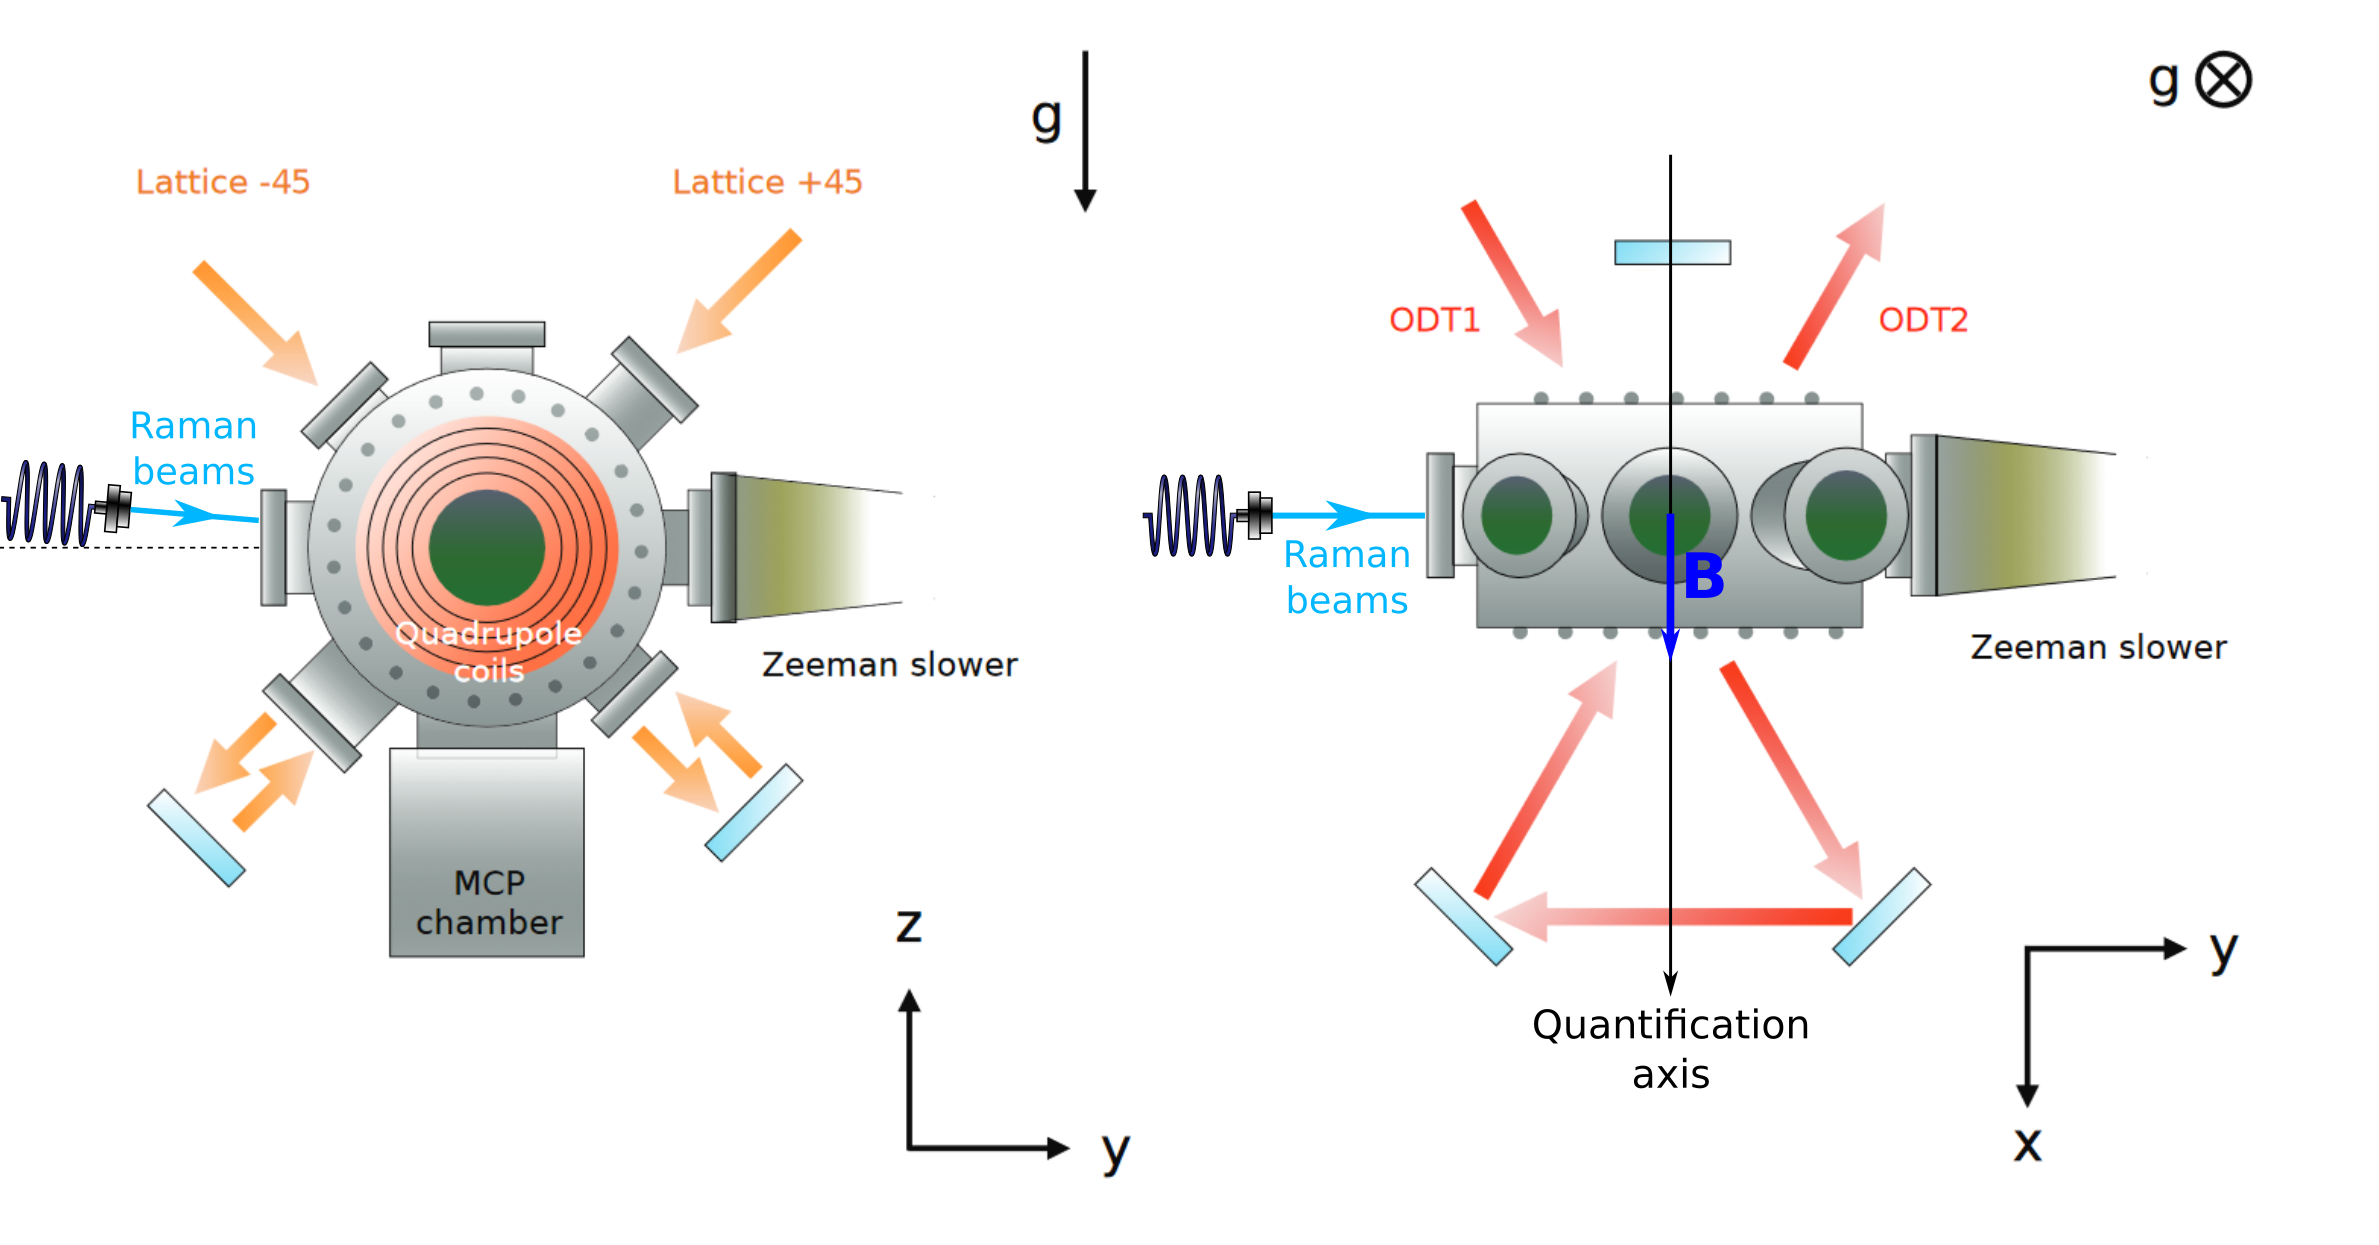 g
Lattice -45
Lattice +45
Raman
beams
Quadrupole
coils
Zeeman slower
MCP
chamber
z
y
g
ODT1
ODT2
Raman
beams
B
Zeeman slower
Quantification
axis
y
x